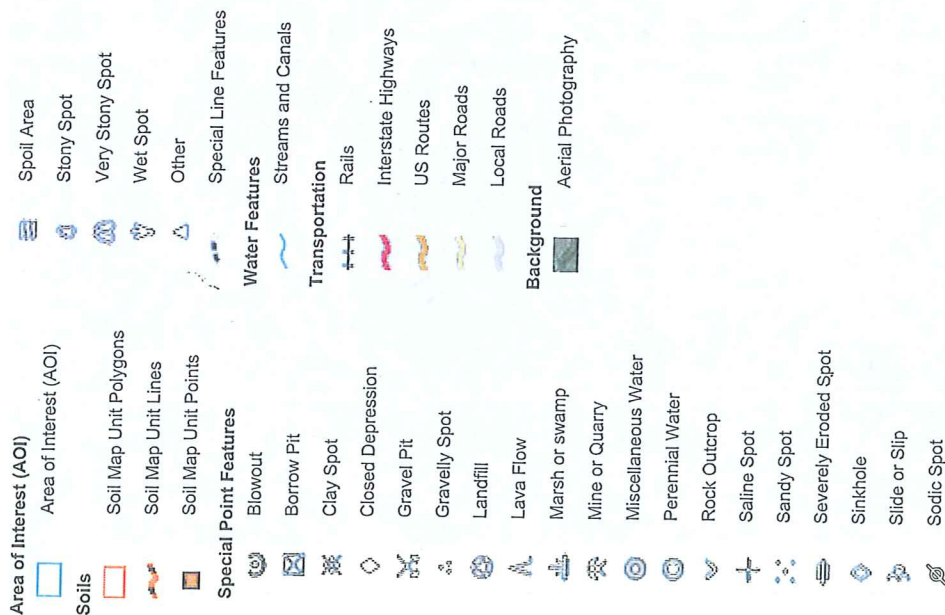 Area of Interest (AOI)
Area of Interest (AOI)
Soils
Soil Map Unit Polygons
Soil Map Unit Lines
Soil Map Unit Points
Special Point Features
Blowout
Borrow Pit
Clay Spot
Closed Depression
Gravel Pit
Gravelly Spot
Landfill
Lava Flow
Marsh or swamp
Mine or Quarry
Miscellaneous Water
Perennial Water
Rock Outcrop
Saline Spot
Sandy Spot
Severely Eroded Spot
Sinkhole
Slide or Slip
Sodic Spot
Spoil Area
Stony Spot
Very Stony Spot
Wet Spot
Other
Special Line Features
Water Features
Streams and Canals
Transportation
Rails
Interstate Highways
US Routes
Major Roads
Local Roads
Background
Aerial Photography